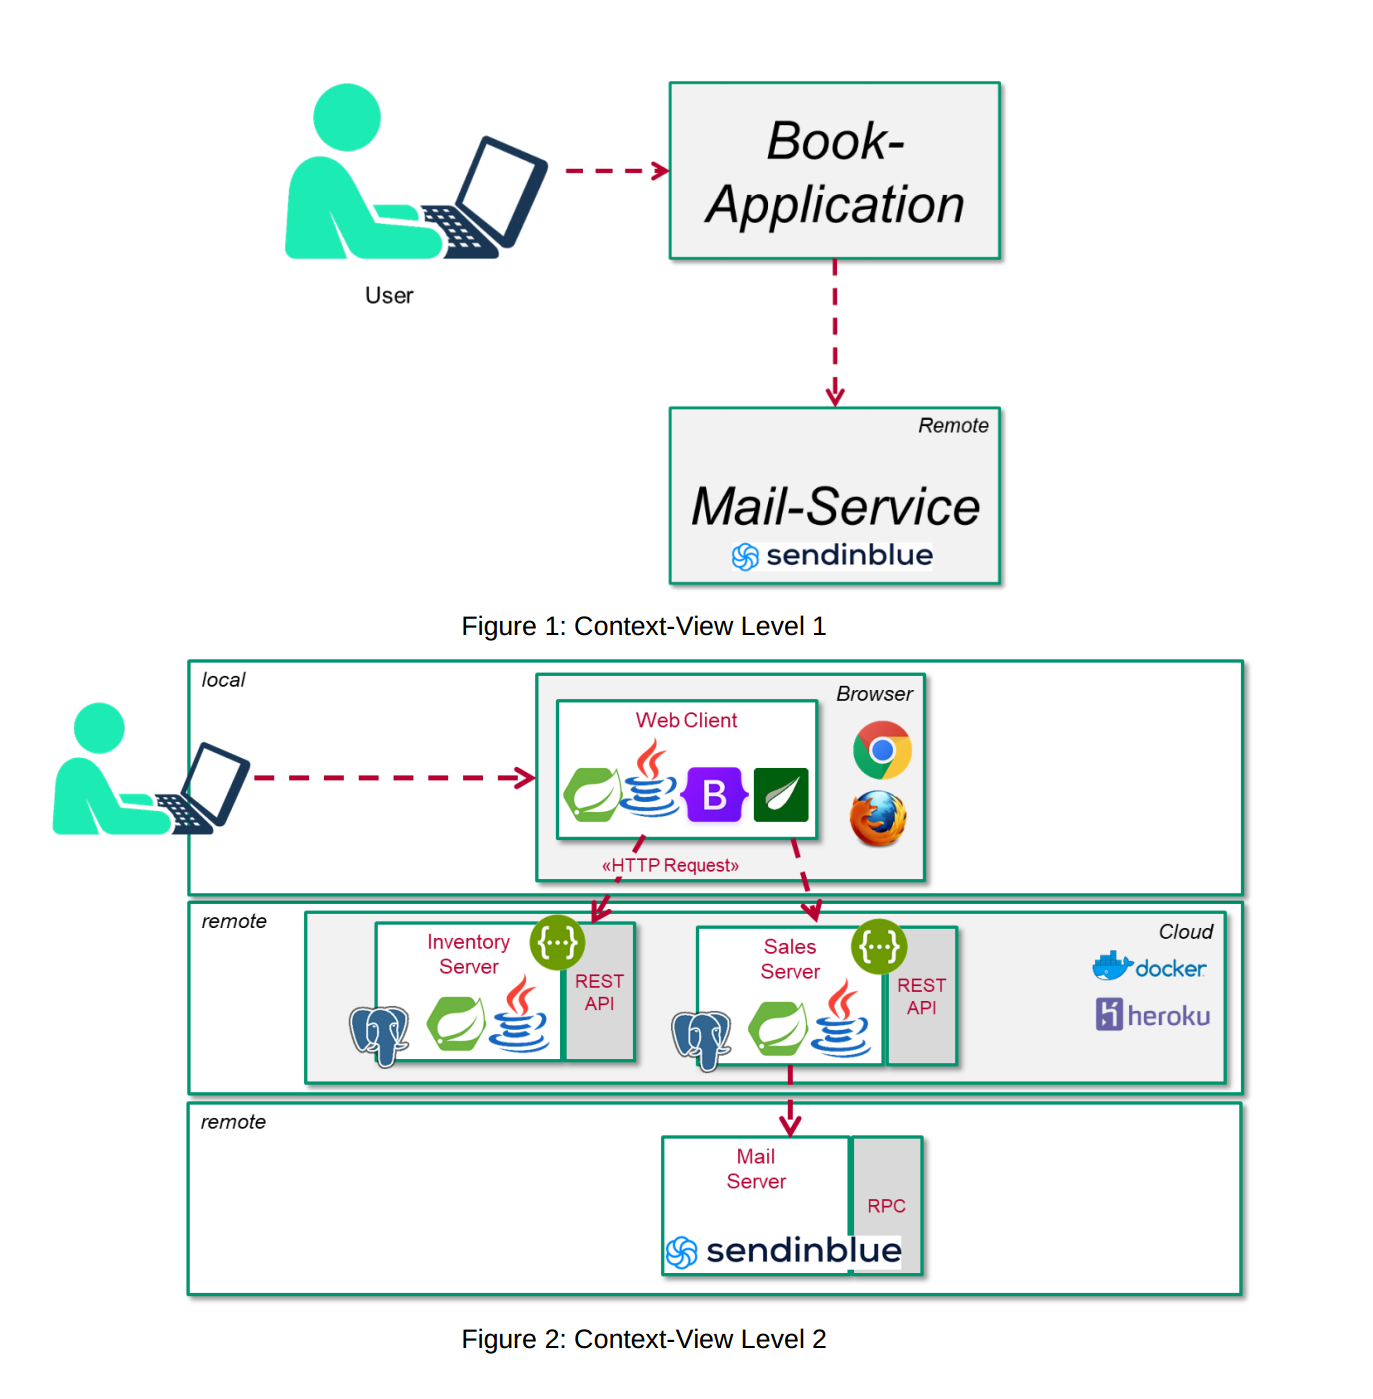 Book-
Application
User
Remote
Mail-Service
sendinblue
Figure 1: Context-View Level 1
local
Browser
Web Client
B
«HTTP Request»
remote
Cloud
Inventory
Server
{···}
REST
API
Sales
Server
{···}
REST
API
docker
heroku
remote
Mail
Server
RPC
sendinblue
Figure 2: Context-View Level 2